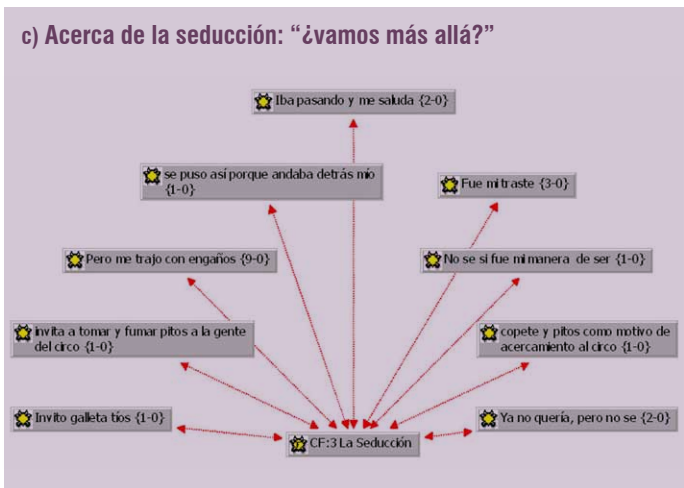 c) Acerca de la seducción: “¿vamos más allá?”
Iba pasando y me saluda {2-0}
se puso así porque andaba detrás mío
{1-0}
Fue mi traste {3-0}
Pero me trajo con engaños {9-0}
No se si fue mi manera de ser {1-0}
invita a tomar y fumar pitos a la gente
del circo {1-0}
copete y pitos como motivo de
acercamiento al circo {1-0}
Invito galleta tíos {1-0}
Ya no quería, pero no se {2-0}
CF:3 La Seducción